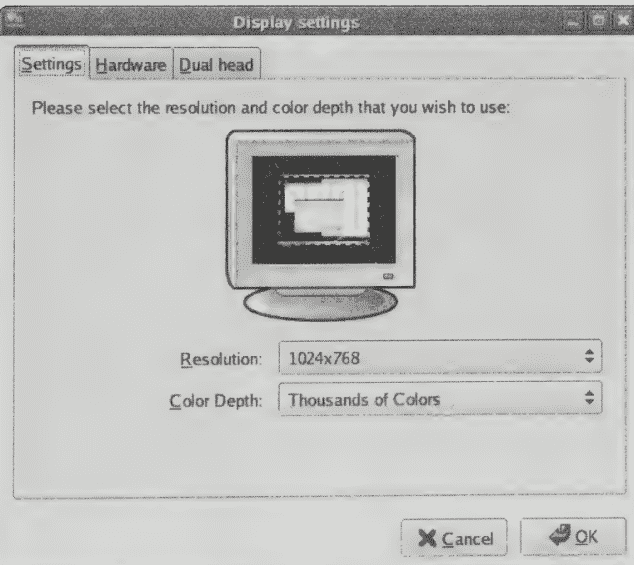 Display settings
Settings Hardware Dual head
Please select the resolution and color depth that you wish to use:
Resolution: 1024x768
Color Depth: Thousands of Colors
Cancel OK